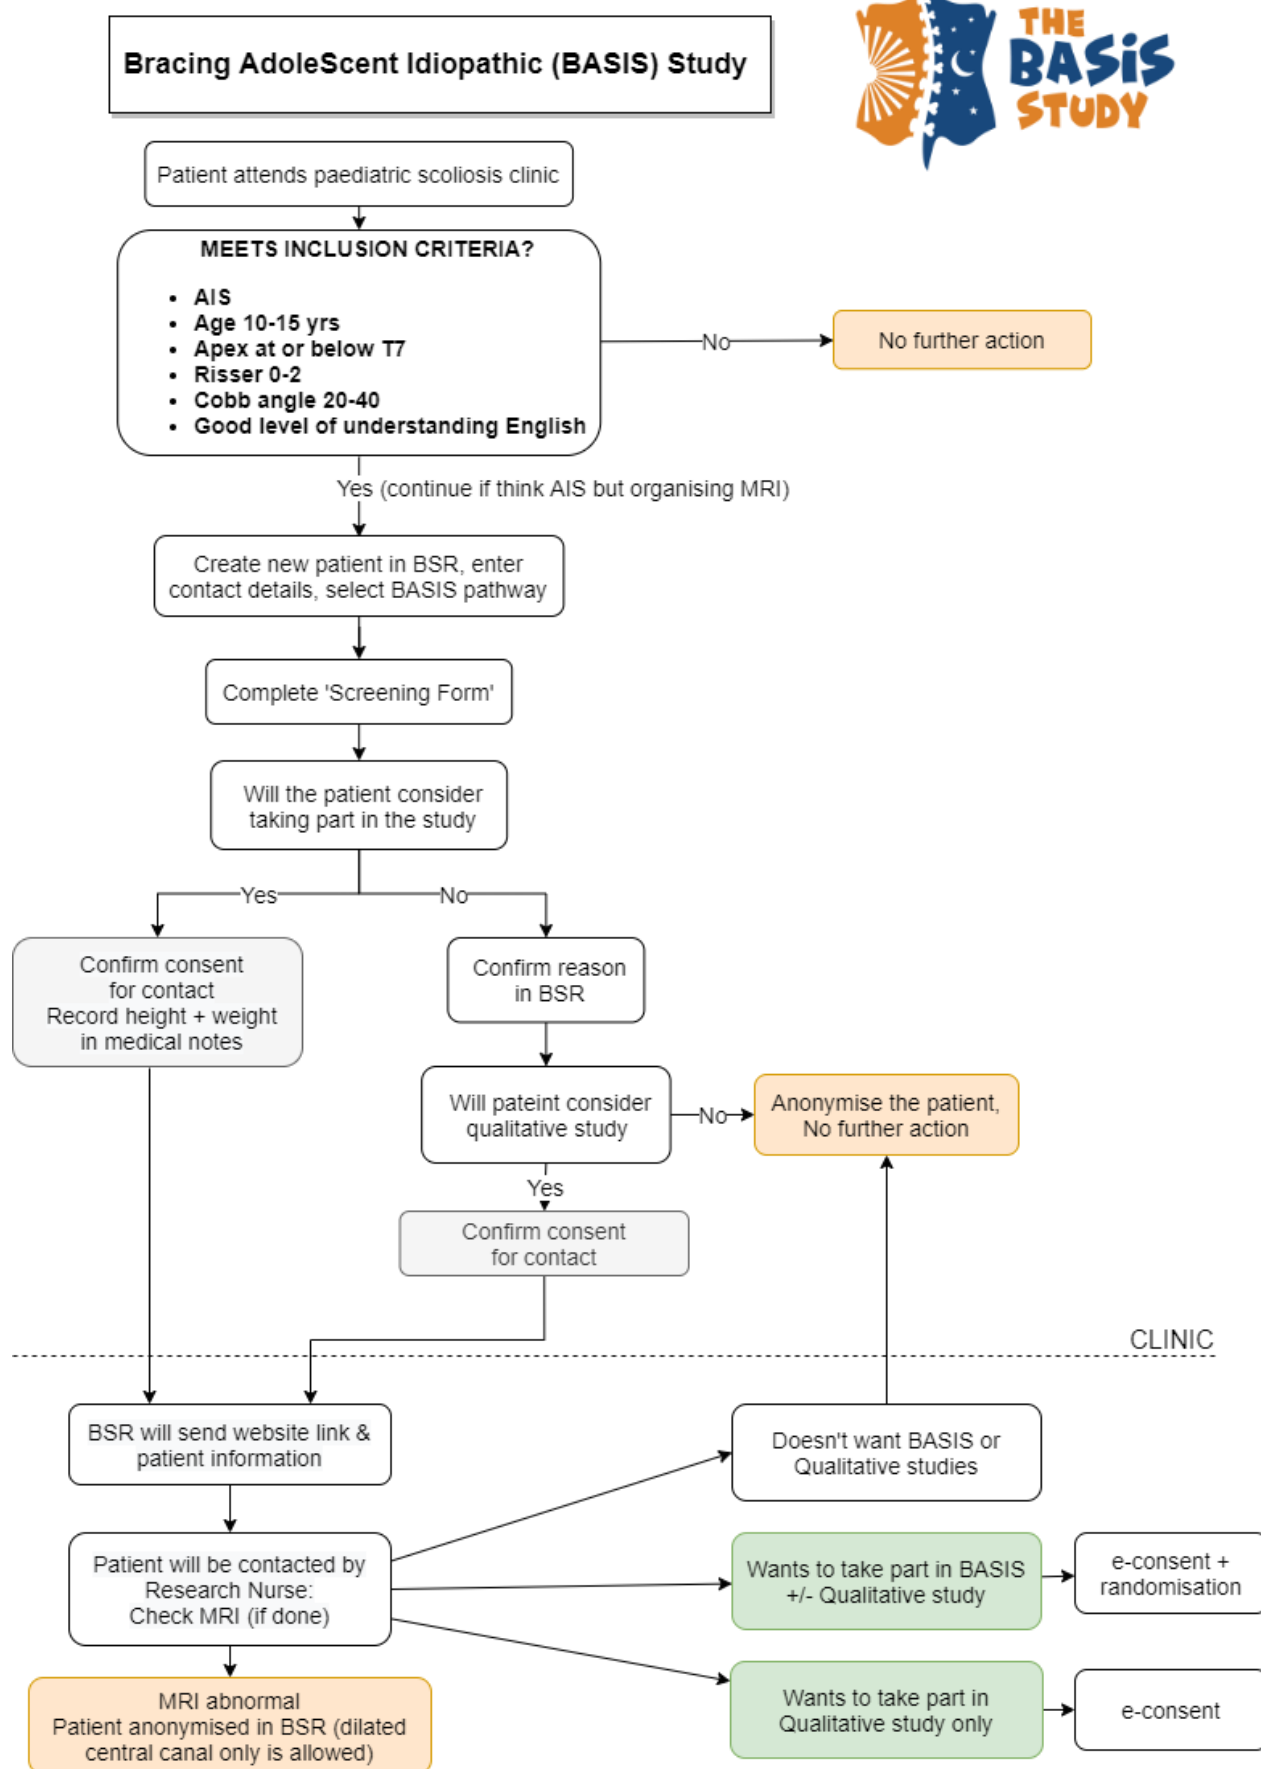 THE
BASiS
STUDY
Bracing AdoleScent Idiopathic (BASIS) Study
Patient attends paediatric scoliosis clinic
MEETS INCLUSION CRITERIA?
• AIS
• Age 10-15 yrs
• Apex at or below T7
• Risser 0-2
• Cobb angle 20-40
• Good level of understanding English
No
No further action
Yes (continue if think AIS but organising MRI)
Create new patient in BSR, enter
contact details, select BASIS pathway
Complete 'Screening Form'
Will the patient consider
taking part in the study
Yes
No
Confirm consent
for contact
Record height + weight
in medical notes
Confirm reason
in BSR
Will pateint consider
qualitative study
No
Anonymise the patient,
No further action
Yes
Confirm consent
for contact
CLINIC
BSR will send website link &
patient information
Doesn't want BASIS or
Qualitative studies
Patient will be contacted by
Research Nurse:
Check MRI (if done)
Wants to take part in BASIS
+/- Qualitative study
e-consent +
randomisation
MRI abnormal
Patient anonymised in BSR (dilated
central canal only is allowed)
Wants to take part in
Qualitative study only
e-consent